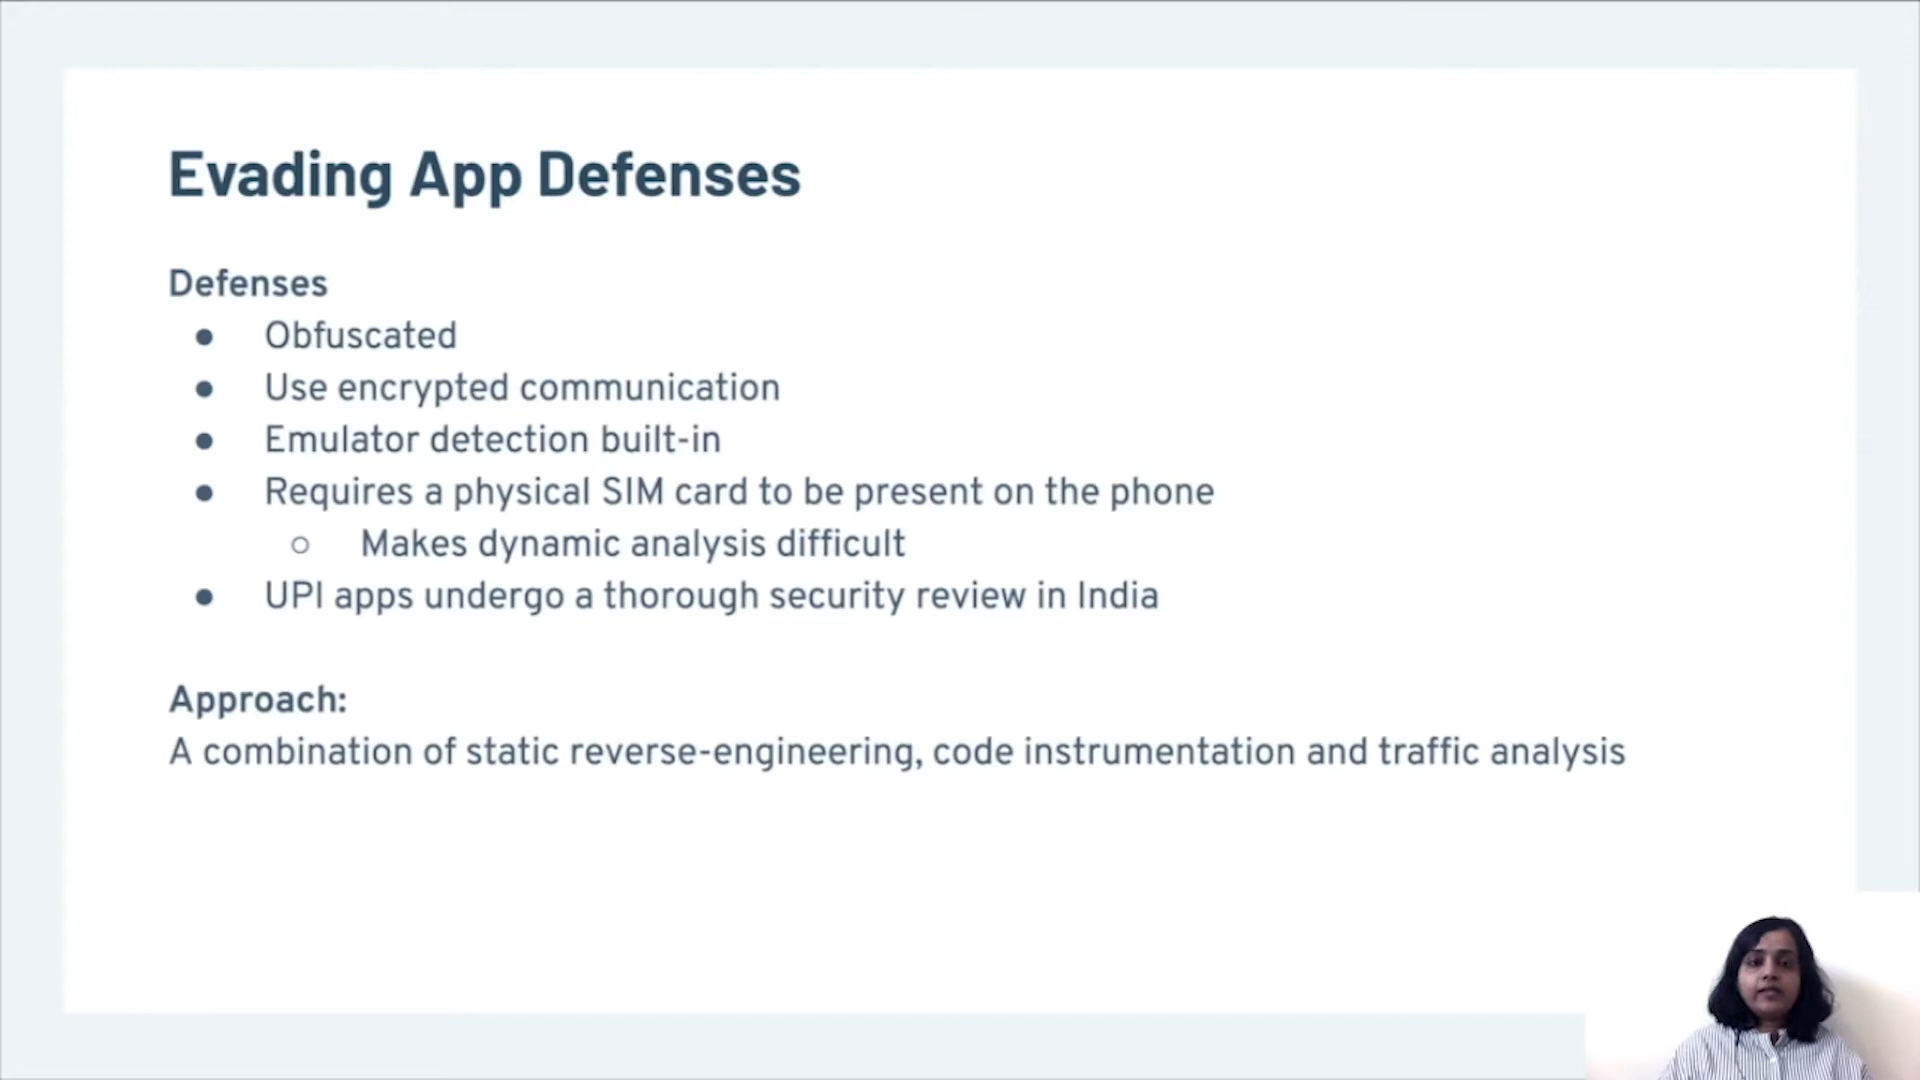 Evading App Defenses
Defenses
● Obfuscated
● Use encrypted communication
● Emulator detection built-in
● Requires a physical SIM card to be present on the phone
○ Makes dynamic analysis difficult
● UPI apps undergo a thorough security review in India
Approach:
A combination of static reverse-engineering, code instrumentation and traffic analysis